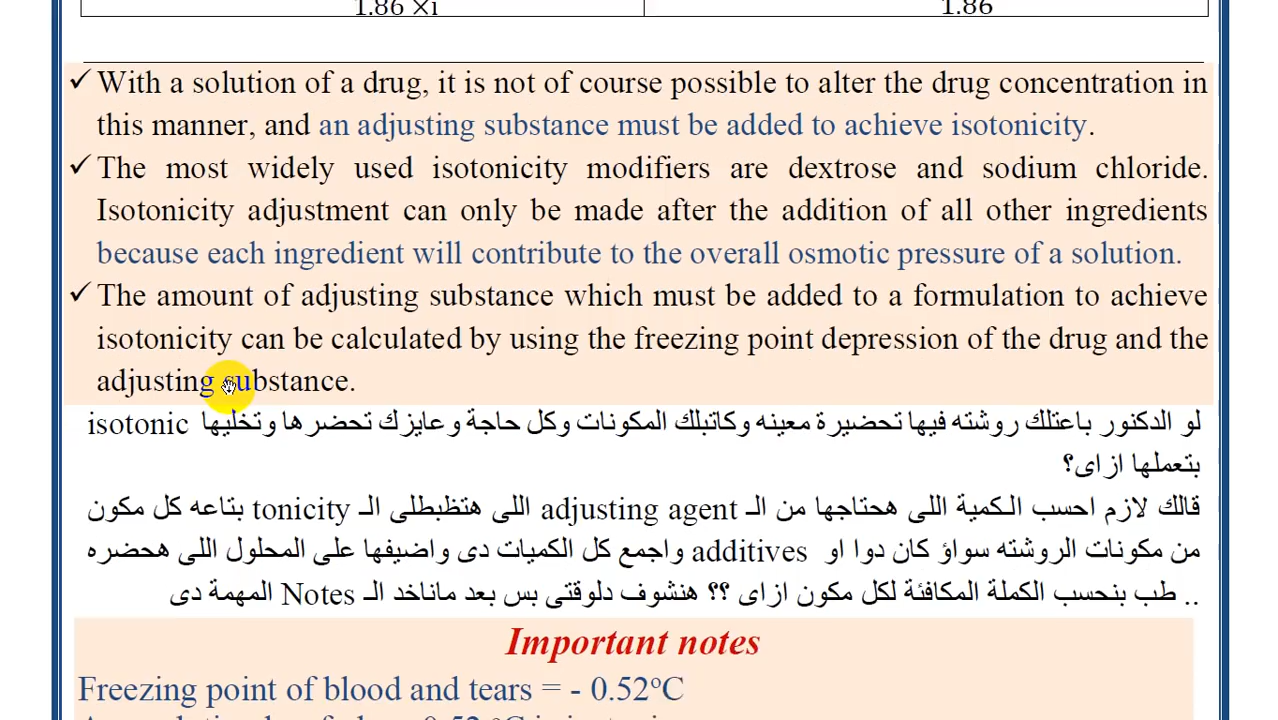 1.86 ×i 1.86
✓ With a solution of a drug, it is not of course possible to alter the drug concentration in
this manner, and an adjusting substance must be added to achieve isotonicity.
✓ The most widely used isotonicity modifiers are dextrose and sodium chloride.
Isotonicity adjustment can only be made after the addition of all other ingredients
because each ingredient will contribute to the overall osmotic pressure of a solution.
✓ The amount of adjusting substance which must be added to a formulation to achieve
isotonicity can be calculated by using the freezing point depression of the drug and the
adjusting substance.
لو الدكنور باعتلك روشته فيها تحضيرة معينه وكاتبلك المكونات وكل حاجة وعايزك تحضرها وتخليها isotonic
بتعملها ازاى؟
قالك لازم احسب الكمية اللى هحتاجها من الـ adjusting agent اللى هتظبطلى الـ tonicity بتاعه كل مكون
من مكونات الروشته سواؤ كان دوا او additives واجمع كل الكميات دى واضيفها على المحلول اللى هحضره
.. طب بنحسب الكملة المكافئة لكل مكون ازاى ؟؟ هنشوف دلوقتى بس بعد ماناخد الـ Notes المهمة دى
Important notes
Freezing point of blood and tears = - 0.52ºC